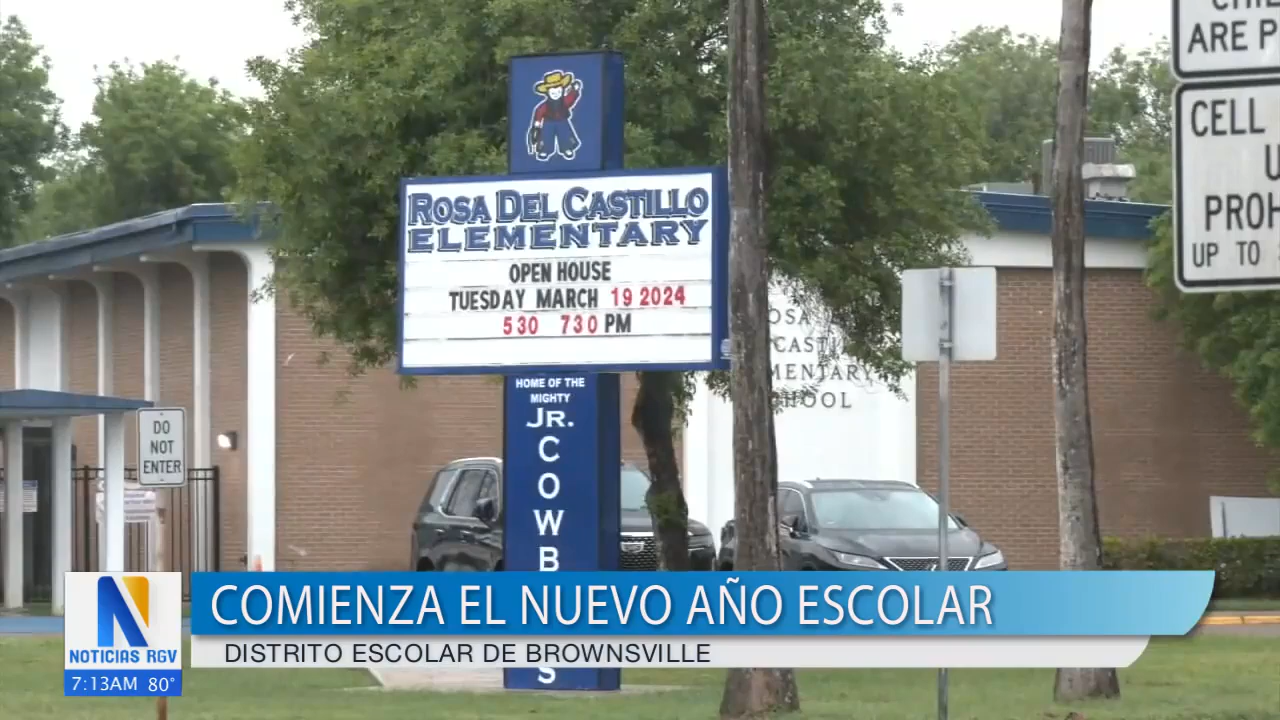 ROSA DEL CASTILLO
ELEMENTARY
OPEN HOUSE
TUESDAY MARCH 19 2024
530 730 PM
HOME OF THE
MIGHTY
JR.
C
O
W
B
S
DO
NOT
ENTER
ARE P
CELL
U
PROH
UP TO
OSA
CASTI
MENTARY
HOOL
COMIENZA EL NUEVO AÑO ESCOLAR
DISTRITO ESCOLAR DE BROWNSVILLE
N
NOTICIAS RGV
7:13AM 80°